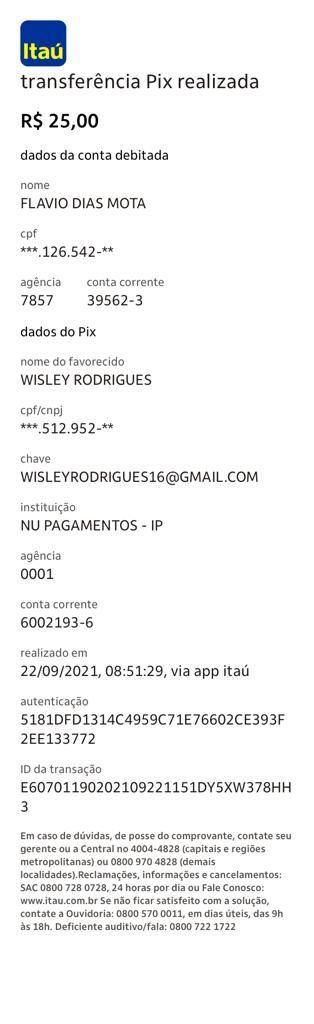 Itaú
transferência Pix realizada
R$ 25,00
dados da conta debitada
nome
FLAVIO DIAS MOTA
cpf
***.126.542-**
agência conta corrente
7857 39562-3
dados do Pix
nome do favorecido
WISLEY RODRIGUES
cpf/cnpj
***.512.952-**
chave
WISLEYRODRIGUES16@GMAIL.COM
instituição
NU PAGAMENTOS - IP
agência
0001
conta corrente
6002193-6
realizado em
22/09/2021, 08:51:29, via app itaú
autenticação
5181DFD1314C4959C71E76602CE393F
2EE133772
ID da transação
E60701190202109221151DY5XW378HH
3
Em caso de dúvidas, de posse do comprovante, contate seu
gerente ou a Central no 4004-4828 (capitais e regiões
metropolitanas) ou 0800 970 4828 (demais
localidades).Reclamações, informações e cancelamentos:
SAC 0800 728 0728, 24 horas por dia ou Fale Conosco:
www.itau.com.br Se não ficar satisfeito com a solução,
contate a Ouvidoria: 0800 570 0011, em dias úteis, das 9h
às 18h. Deficiente auditivo/fala: 0800 722 1722